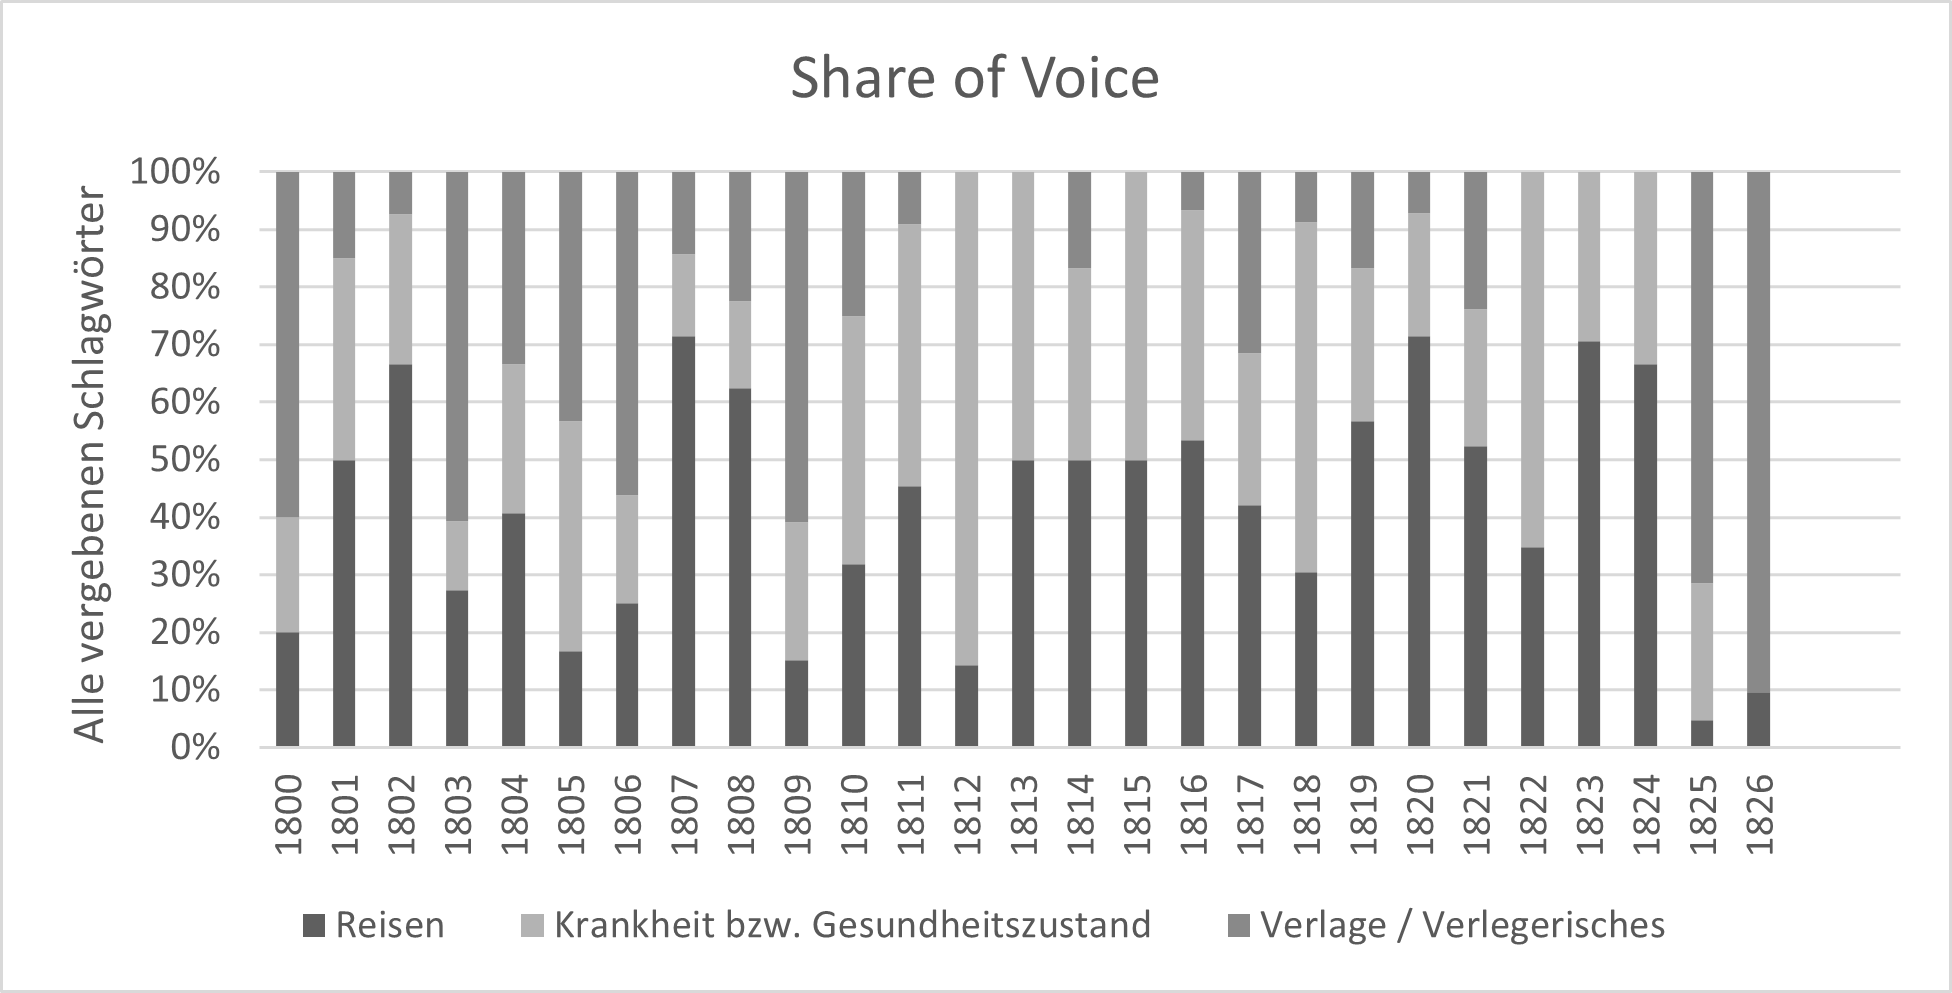 Share of Voice
Alle vergebenen Schlagwörter
100%
90%
80%
70%
60%
50%
40%
30%
20%
10%
0%
1800 1801 1802 1803 1804 1805 1806 1807 1808 1809 1810 1811 1812 1813 1814 1815 1816 1817 1818 1819 1820 1821 1822 1823 1824 1825 1826
Reisen Krankheit bzw. Gesundheitszustand Verlage / Verlegerisches